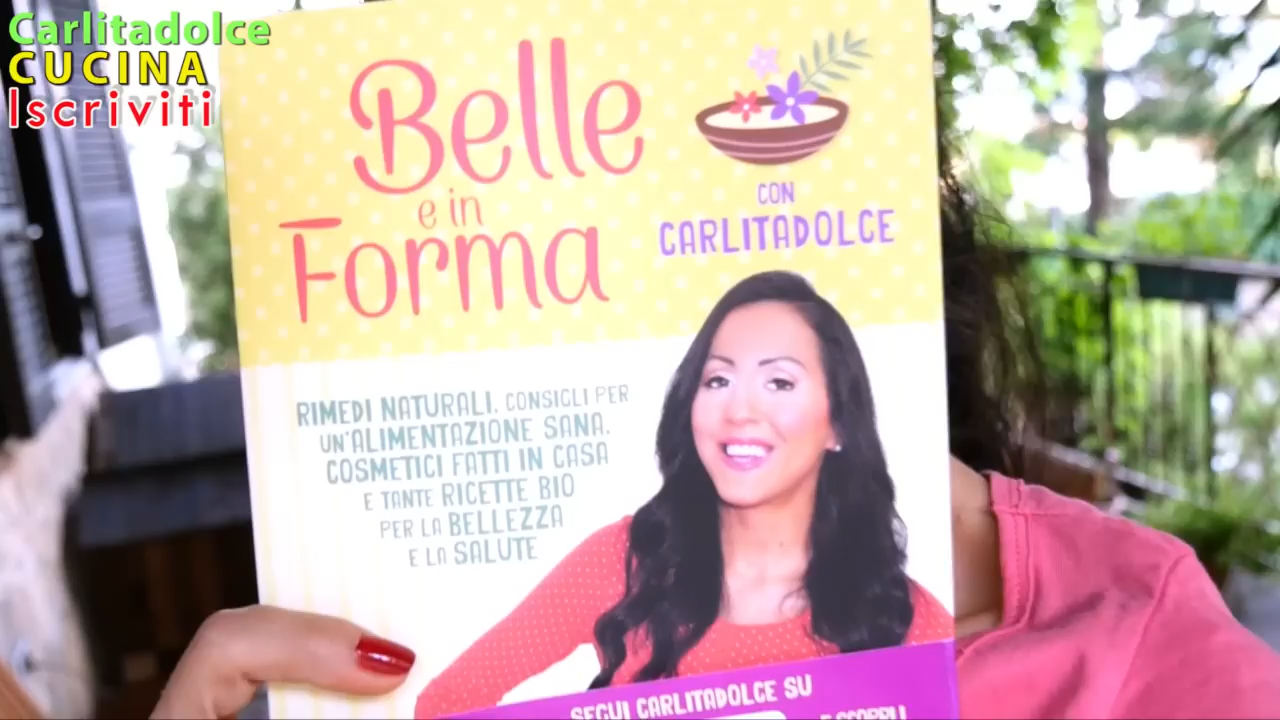 Carlitadolce
CUCINA
Iscriviti
Belle
e in
Forma
CON
CARLITADOLCE
RIMEDI NATURALI, CONSIGLI PER
UN'ALIMENTAZIONE SANA,
COSMETICI FATTI IN CASA
E TANTE RICETTE BIO
PER LA BELLEZZA
E LA SALUTE
SEGUI CARLITADOLCE SU